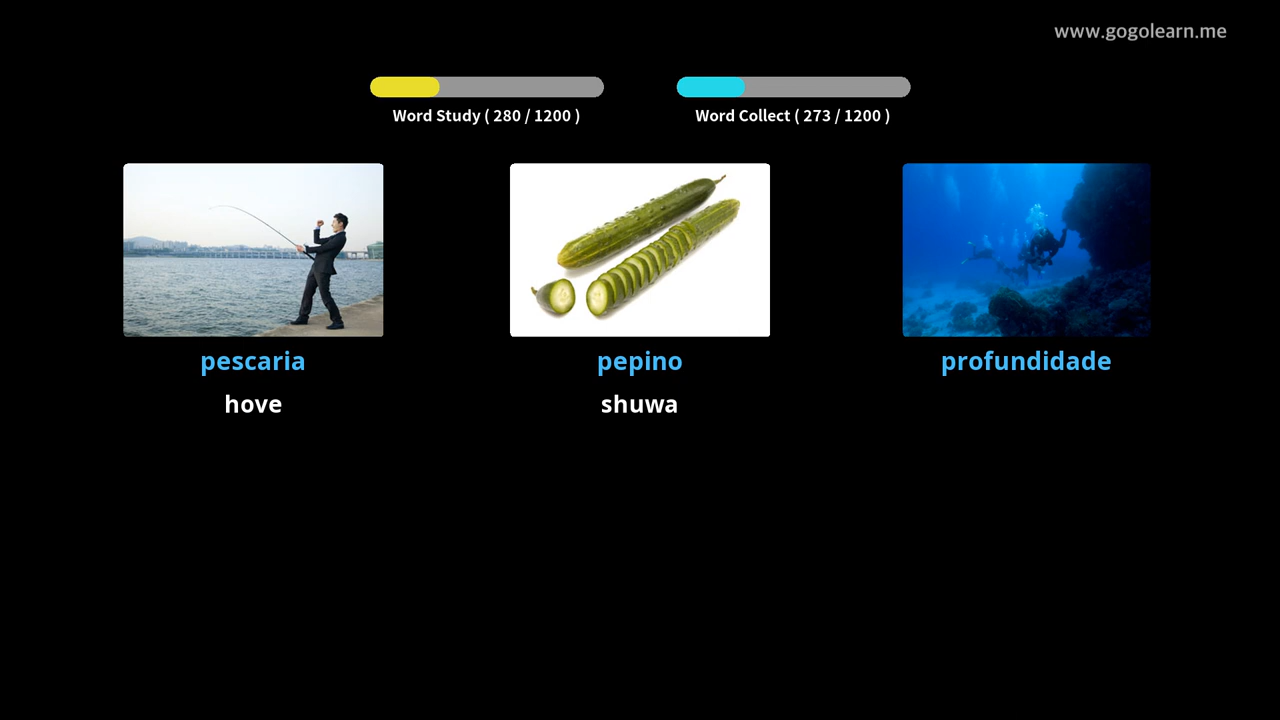 www.gogolearn.me
Word Study ( 280 / 1200 )
Word Collect ( 273 / 1200 )
pescaria
pepino
profundidade
hove
shuwa